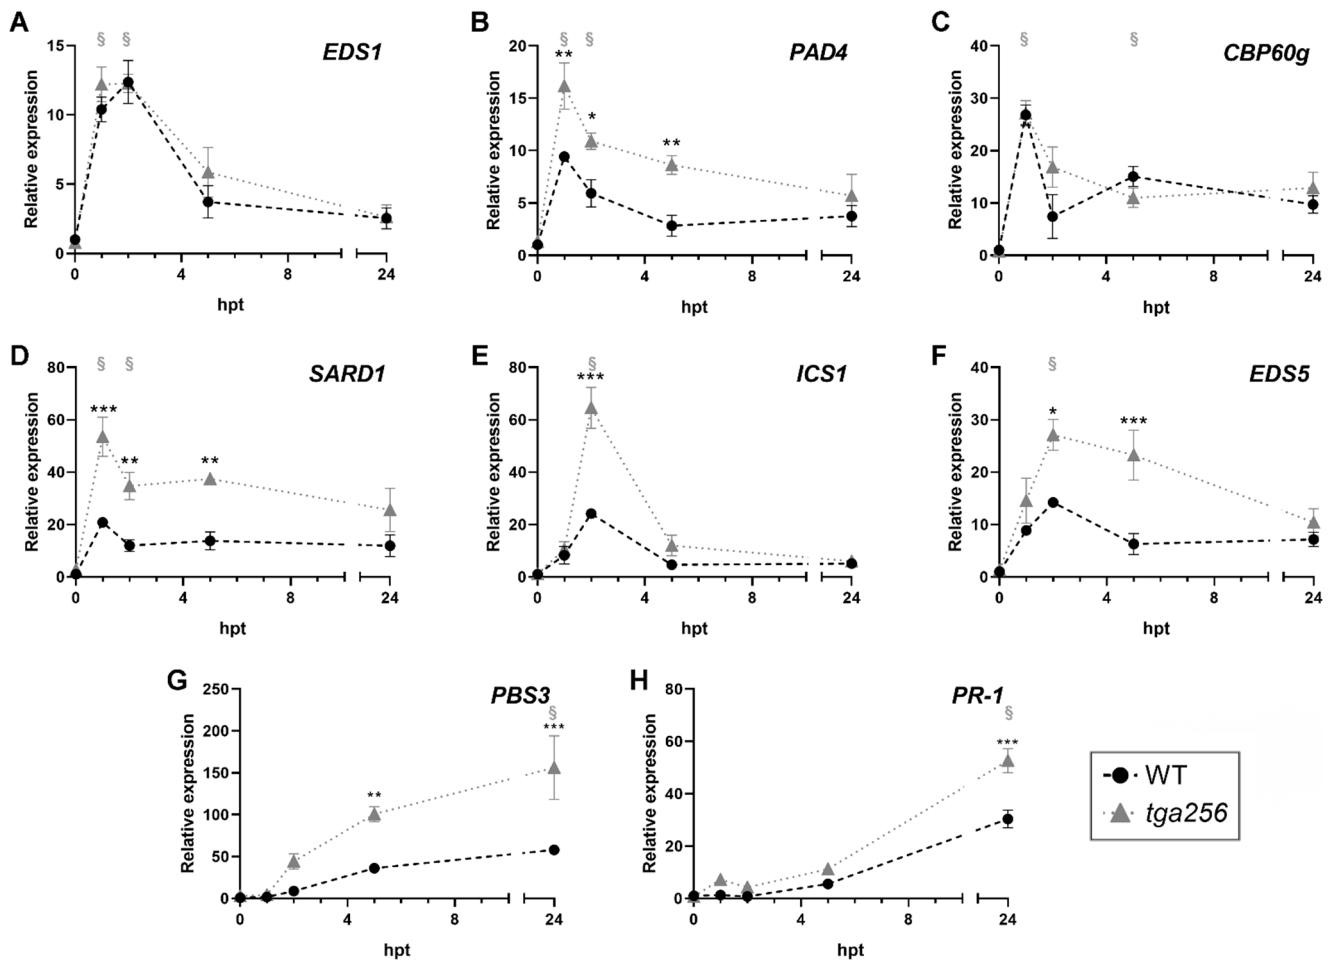 A
§ §
EDS1
Relative expression
15
10
5
0
0 4 8 24
hpt
B
§ §
PAD4
** * **
Relative expression
20
15
10
5
0
0 4 8 24
hpt
C
§ §
CBP60g
Relative expression
40
30
20
10
0
0 4 8 24
hpt
D
§ §
SARD1
*** ** **
Relative expression
80
60
40
20
0
0 4 8 24
hpt
E
§
ICS1
***
Relative expression
80
60
40
20
0
0 4 8 24
hpt
F
§
EDS5
* ***
Relative expression
40
30
20
10
0
0 4 8 24
hpt
G
PBS3
§
** ***
Relative expression
250
200
150
100
50
0
0 4 8 24
hpt
H
PR-1
§
***
Relative expression
80
60
40
20
0
0 4 8 24
hpt
WT
tga256